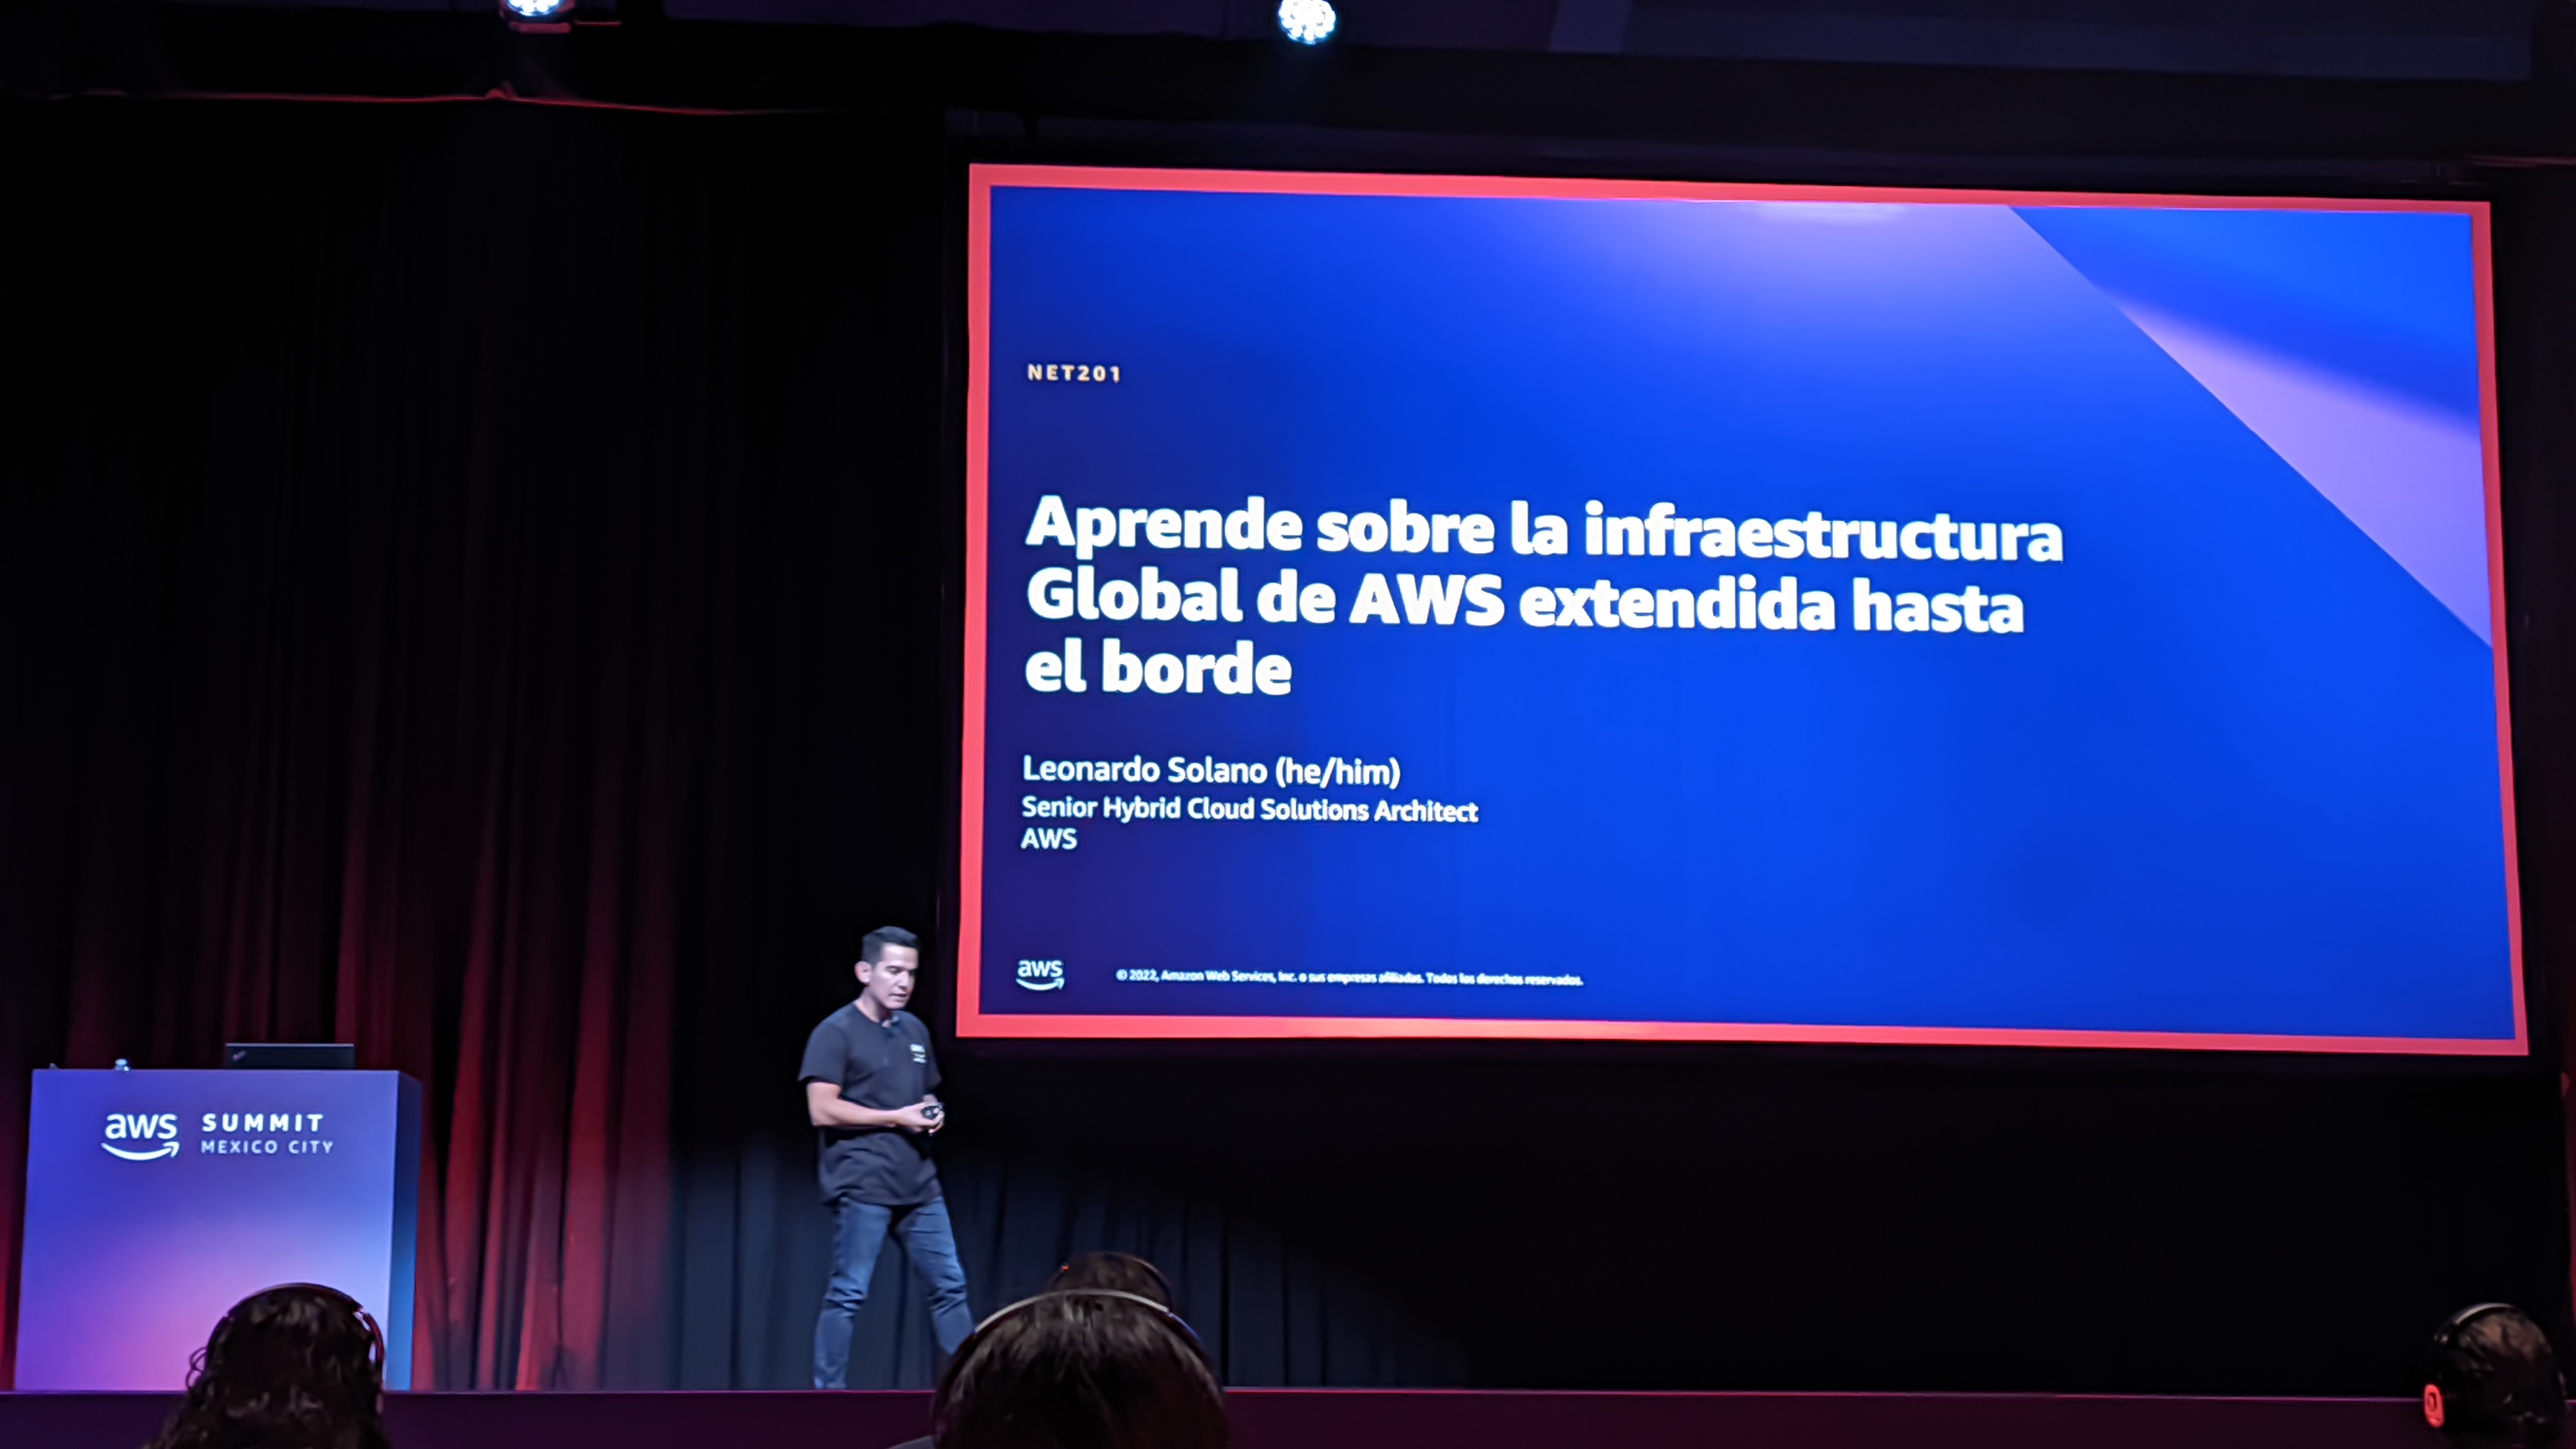 NET201
Aprende sobre la infraestructura
Global de AWS extendida hasta
el borde
Leonardo Solano (he/him)
Senior Hybrid Cloud Solutions Architect
AWS
aws
© 2022, Amazon Web Services, Inc. o sus empresas afiliadas. Todos los derechos reservados.
aws SUMMIT
MEXICO CITY